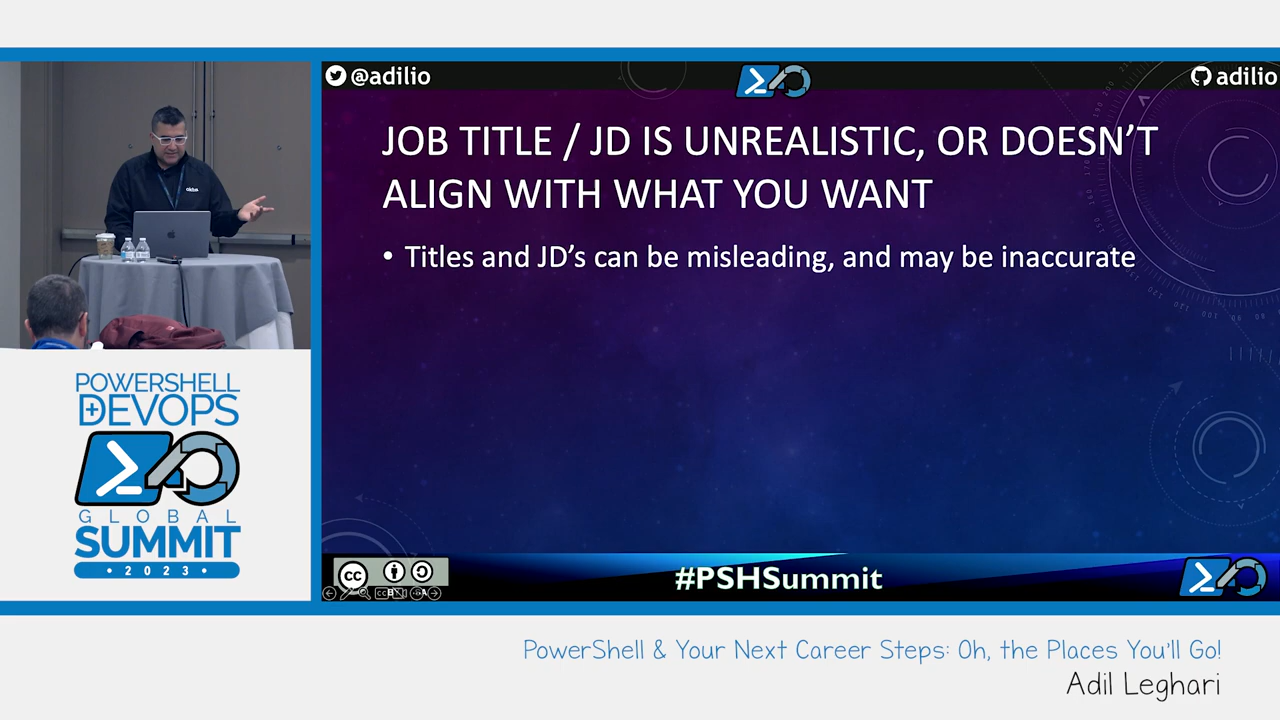 @adilio
adilio
JOB TITLE / JD IS UNREALISTIC, OR DOESN’T
ALIGN WITH WHAT YOU WANT
• Titles and JD’s can be misleading, and may be inaccurate
okta
POWERSHELL
+ DEVOPS
GLOBAL
SUMMIT
• 2023 •
cc
#PSHSummit
PowerShell & Your Next Career Steps: Oh, the Places You'll Go!
Adil Leghari